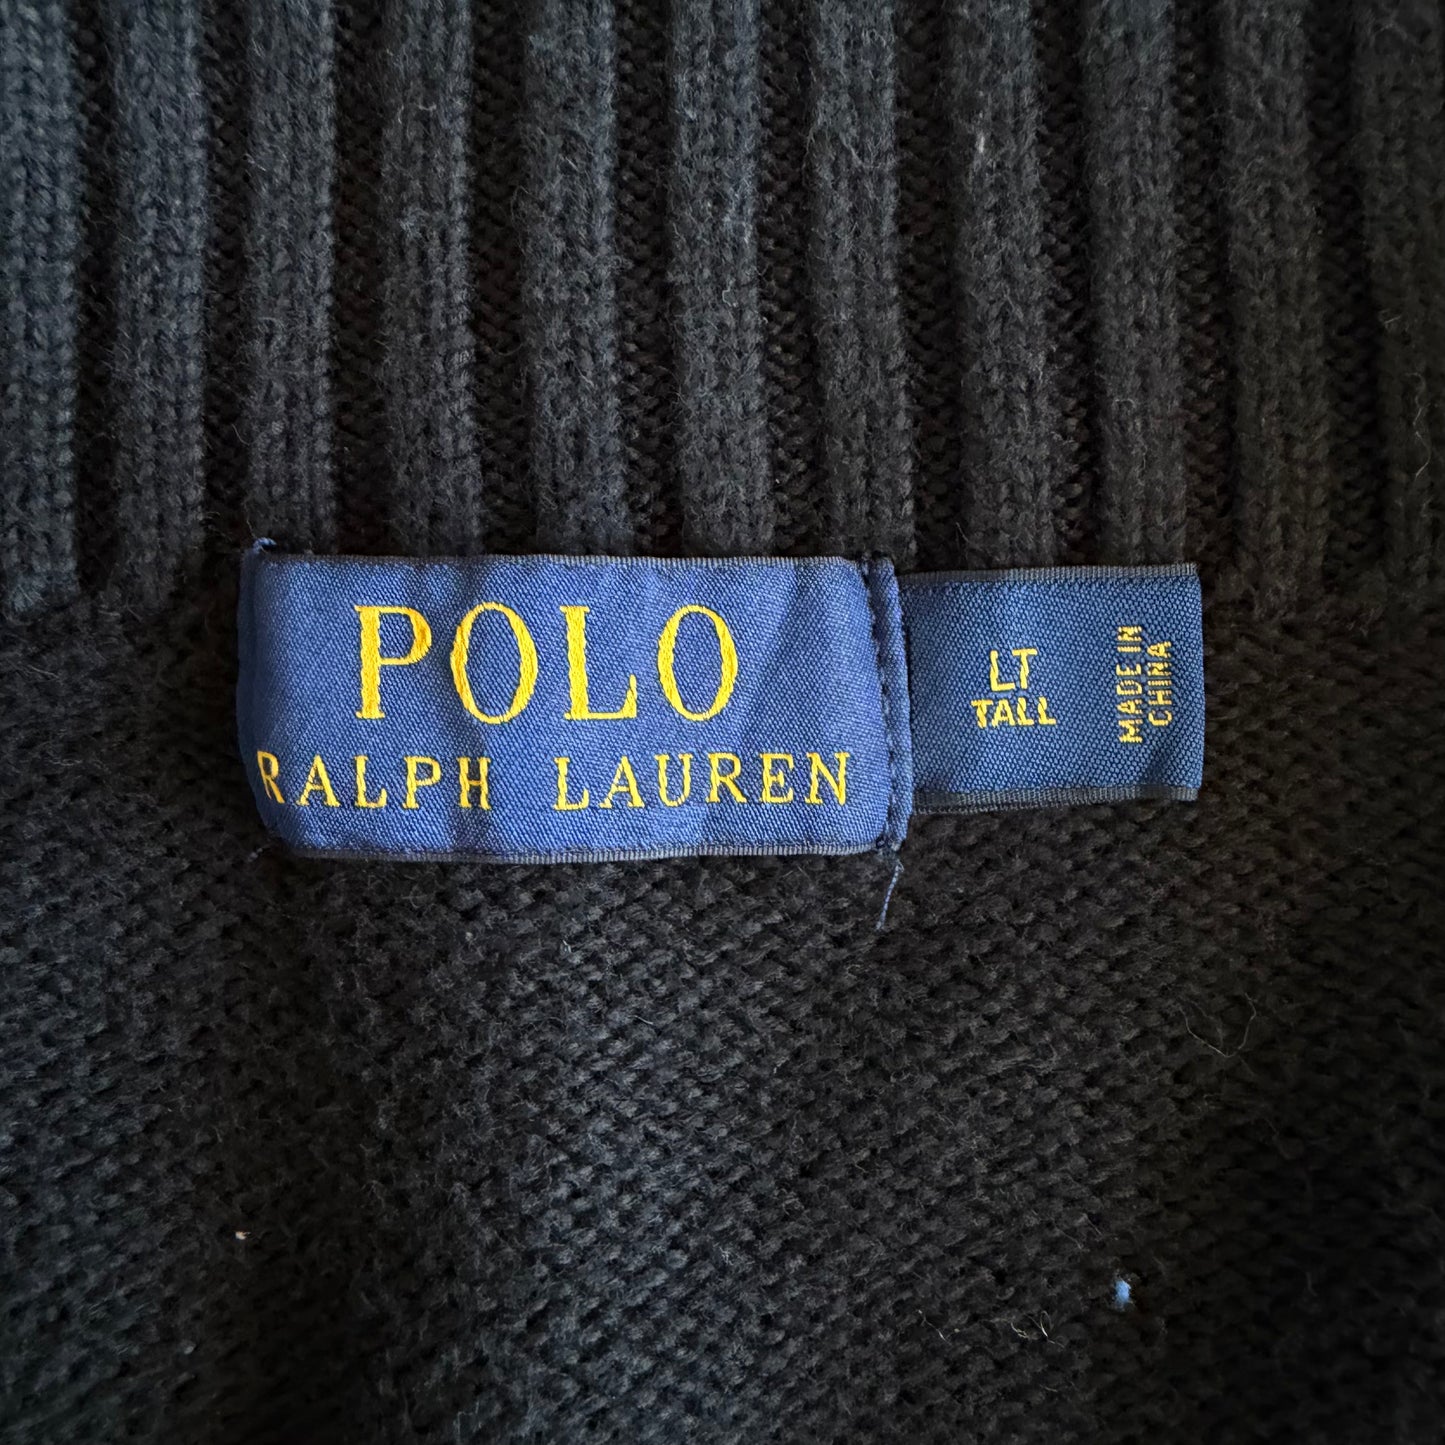 POLO
RALPH LAUREN
LT
TALL
MADE IN
CHINA